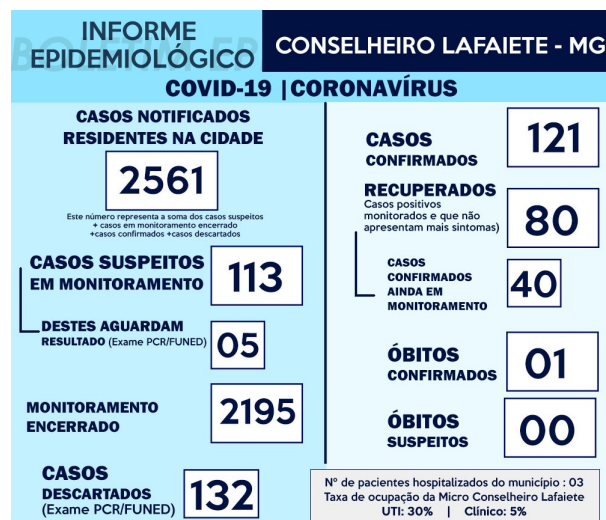 INFORME
EPIDEMIOLÓGICO
CONSELHEIRO LAFAIETE - MG
COVID-19 | CORONAVÍRUS
CASOS NOTIFICADOS
RESIDENTES NA CIDADE
2561
Este número representa a soma dos casos suspeitos
+ casos em monitoramento encerrado
+casos confirmados +casos descartados
CASOS SUSPEITOS
EM MONITORAMENTO
113
DESTES AGUARDAM
RESULTADO (Exame PCR/FUNED)
05
MONITORAMENTO
ENCERRADO
2195
CASOS
DESCARTADOS
(Exame PCR/FUNED)
132
CASOS
CONFIRMADOS
121
RECUPERADOS
Casos positivos
monitorados e que não
apresentam mais sintomas)
80
CASOS
CONFIRMADOS
AINDA EM
MONITORAMENTO
40
ÓBITOS
CONFIRMADOS
01
ÓBITOS
SUSPEITOS
00
Nº de pacientes hospitalizados do município : 03
Taxa de ocupação da Micro Conselheiro Lafaiete
UTI: 30% | Clínico: 5%